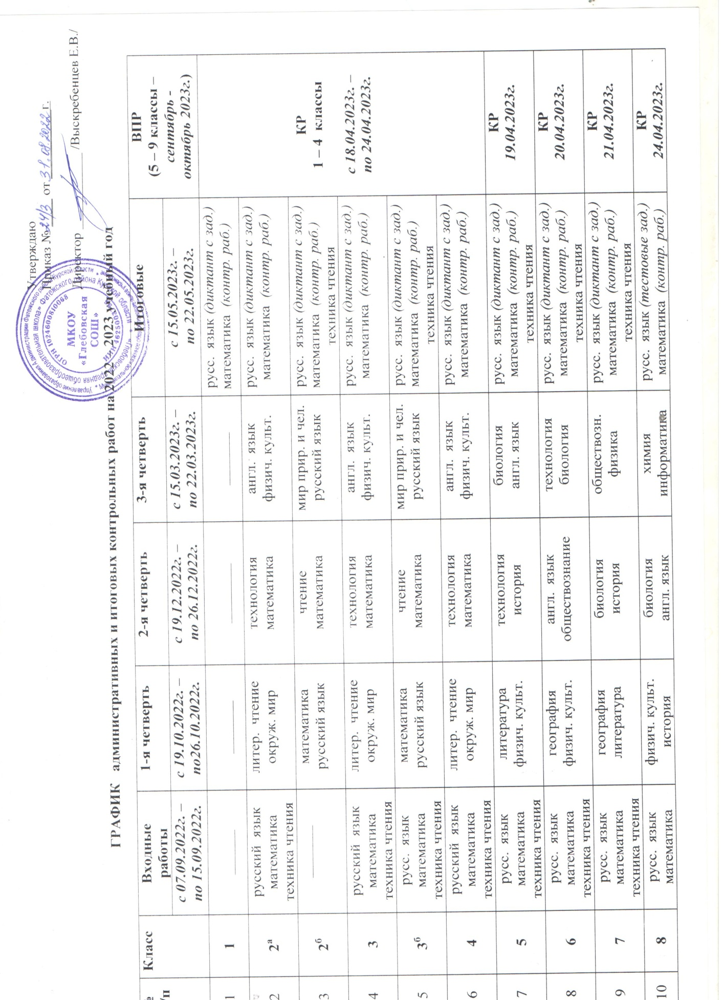 Утверждаю
Приказ №24/3 от 31.08.2022г.
Директор /Выскребенцев Е.В./
МКОУ
«Глебовская
СОШ»
ОГРН 1024600810068
ГРАФИК административных и итоговых контрольных работ на 2022 – 2023 учебный год
Класс
Входные
работы
1-я четверть
2-я четверть
3-я четверть
Итоговые
ВПР
(5 – 9 классы –
сентябрь -
октябрь 2023г.)
с 07.09.2022г. –
по 15.09.2022г.
с 19.10.2022г. –
по26.10.2022г.
с 19.12.2022г. –
по 26.12.2022г.
с 15.03.2023г. –
по 22.03.2023г.
с 15.05.2023г. –
по 22.05.2023г.
1
1
русс. язык (диктант с зад.)
математика (контр. раб.)
КР
1 – 4 классы
с 18.04.2023г. –
по 24.04.2023г.
2
2а
русский язык
математика
техника чтения
литер. чтение
окруж. мир
технология
математика
англ. язык
физич. культ.
русс. язык (диктант с зад.)
математика (контр. раб.)
3
2б
математика
русский язык
чтение
математика
мир прир. и чел.
русский язык
русс. язык (диктант с зад.)
математика (контр. раб.)
техника чтения
4
3
русский язык
математика
техника чтения
литер. чтение
окруж. мир
технология
математика
англ. язык
физич. культ.
русс. язык (диктант с зад.)
математика (контр. раб.)
5
3б
русс. язык
математика
техника чтения
математика
русский язык
чтение
математика
мир прир. и чел.
русский язык
русс. язык (диктант с зад.)
математика (контр. раб.)
техника чтения
6
4
русский язык
математика
техника чтения
литер. чтение
окруж. мир
технология
математика
англ. язык
физич. культ.
русс. язык (диктант с зад.)
математика (контр. раб.)
7
5
русс. язык
математика
техника чтения
литература
физич. культ.
технология
история
биология
англ. язык
русс. язык (диктант с зад.)
математика (контр. раб.)
техника чтения
КР
19.04.2023г.
8
6
русс. язык
математика
техника чтения
география
физич. культ.
англ. язык
обществознание
технология
биология
русс. язык (диктант с зад.)
математика (контр. раб.)
техника чтения
КР
20.04.2023г.
9
7
русс. язык
математика
техника чтения
география
литература
биология
история
обществозн.
физика
русс. язык (диктант с зад.)
математика (контр. раб.)
техника чтения
КР
21.04.2023г.
10
8
русс. язык
математика
физич. культ.
история
биология
англ. язык
химия
информатика
русс. язык (тестовые зад.)
математика (контр. раб.)
КР
24.04.2023г.